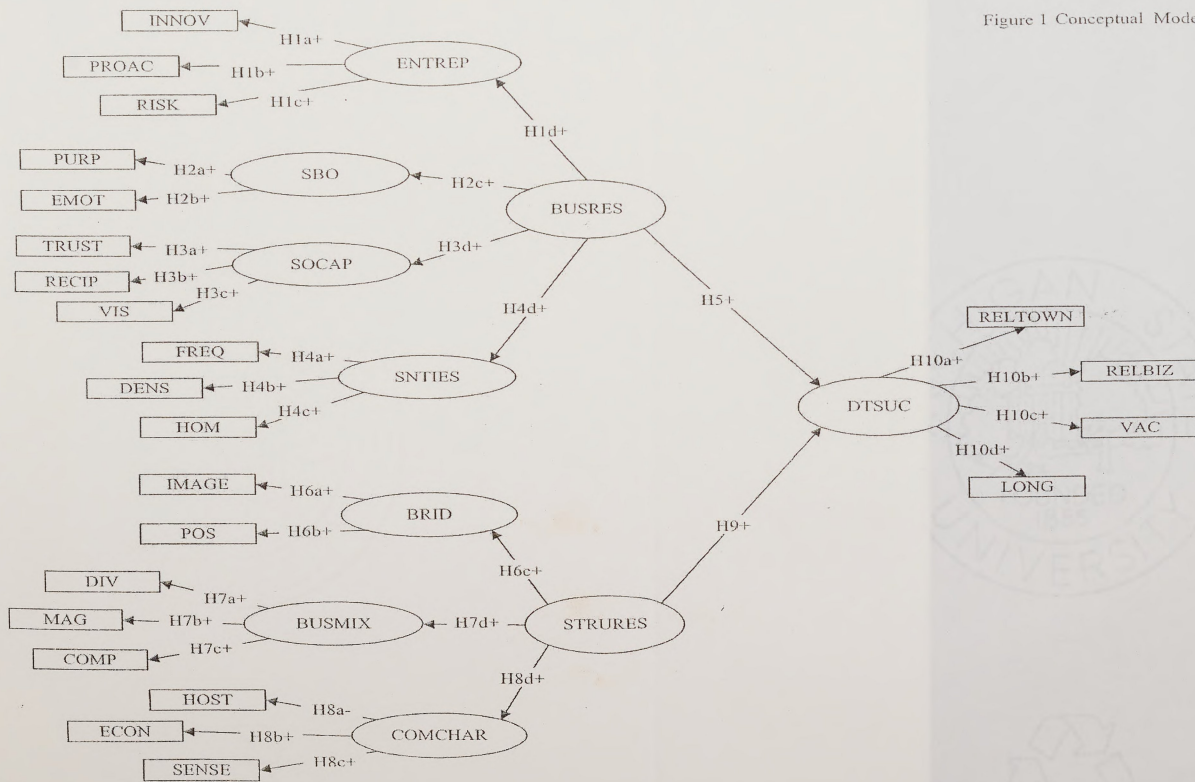 Figure 1 Conceptual Mode
INNOV
H1a+
PROAC
H1b+
ENTREP
RISK
H1c+
H1d+
PURP
H2a+
SBO
H2c+
EMOT
H2b+
BUSRES
TRUST
H3a+
SOCAP
H3d+
RECIP
H3b+
VIS
H3c+
H4d+
H5+
FREQ
H4a+
DENS
H4b+
SNTIES
HOM
H4c+
RELTOWN
H10a+
RELBIZ
H10b+
DTSUC
H10c+
VAC
H10d+
LONG
IMAGE
H6a+
BRID
POS
H6b+
H6c+
H9+
DIV
H7a+
MAG
H7b+
BUSMIX
H7d+
STRURES
COMP
H7c+
H8d+
HOST
H8a-
ECON
H8b+
COMCHAR
SENSE
H8c+
UNIVERSITY